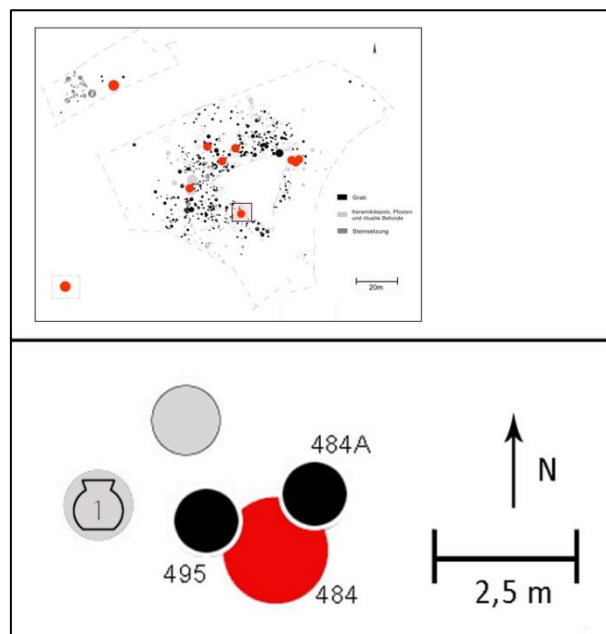 Grab
Keramikdepots, Pfosten
und rituelle Befunde
Steinsetzung
20m
484A
1
495
484
N
2,5 m